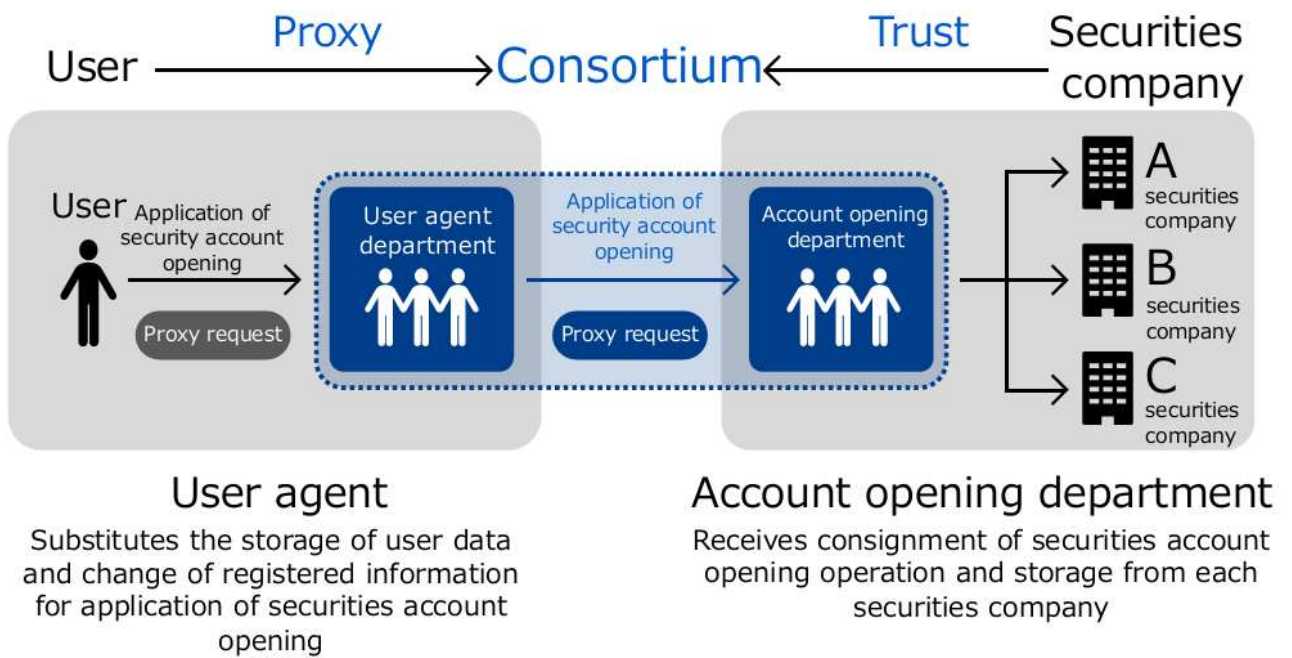 User
Proxy
Consortium
Trust
Securities
company
User
Application of
security account
opening
Proxy request
User agent
department
Application of
security account
opening
Proxy request
Account opening
department
A
securities
company
B
securities
company
C
securities
company
User agent
Substitutes the storage of user data
and change of registered information
for application of securities account
opening
Account opening department
Receives consignment of securities account
opening operation and storage from each
securities company